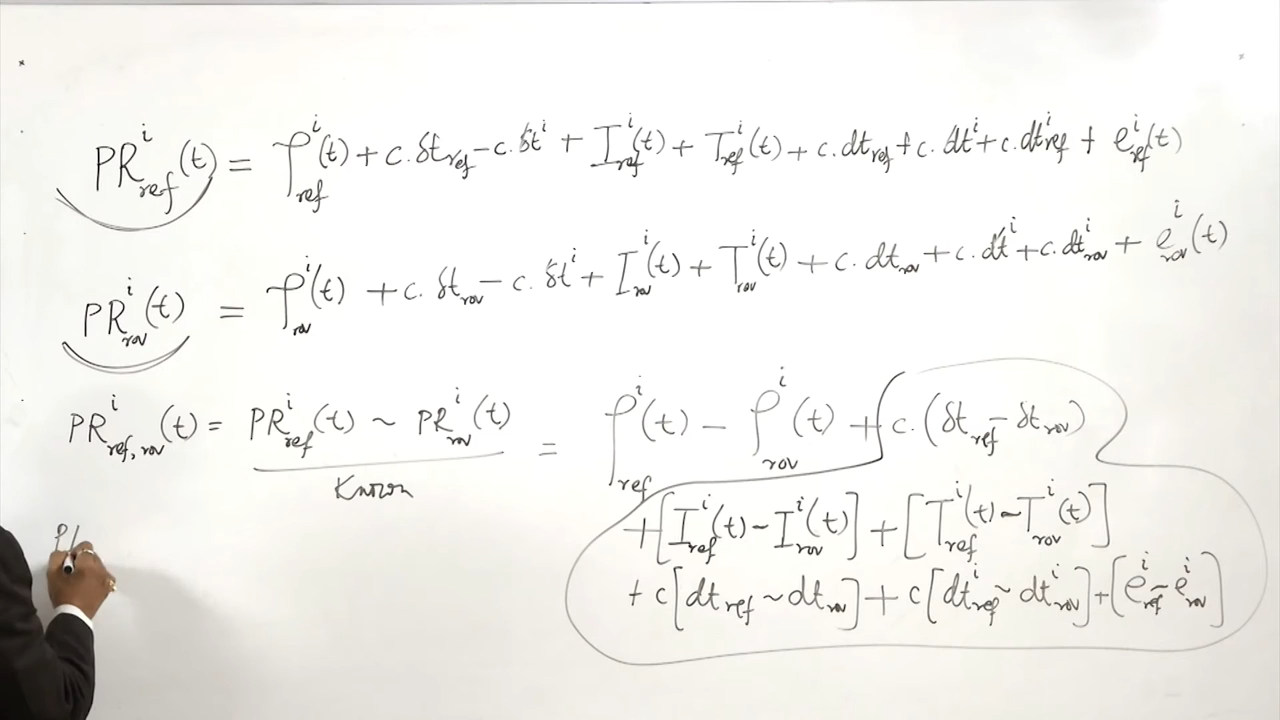 PR^i_ref(t) = ρ^i_ref(t) + c.δt_ref − c.δt^i + I^i_ref(t) + T^i_ref(t) + c.dt_ref + c.dt^i + c.dt^i_ref + e^i_ref(t)
PR^i_rov(t) = ρ^i_rov(t) + c.δt_rov − c.δt^i + I^i_rov(t) + T^i_rov(t) + c.dt_rov + c.dt^i + c.dt^i_rov + e^i_rov(t)
PR^i_ref,rov(t) = PR^i_ref(t) ~ PR^i_rov(t) = ρ^i_ref(t) − ρ^i_rov(t) + c.(δt_ref − δt_rov)
Known
+ [I^i_ref(t) ~ I^i_rov(t)] + [T^i_ref(t) ~ T^i_rov(t)]
+ c[dt_ref ~ dt_rov] + c[dt^i_ref ~ dt^i_rov] + [e^i_ref ~ e^i_rov]